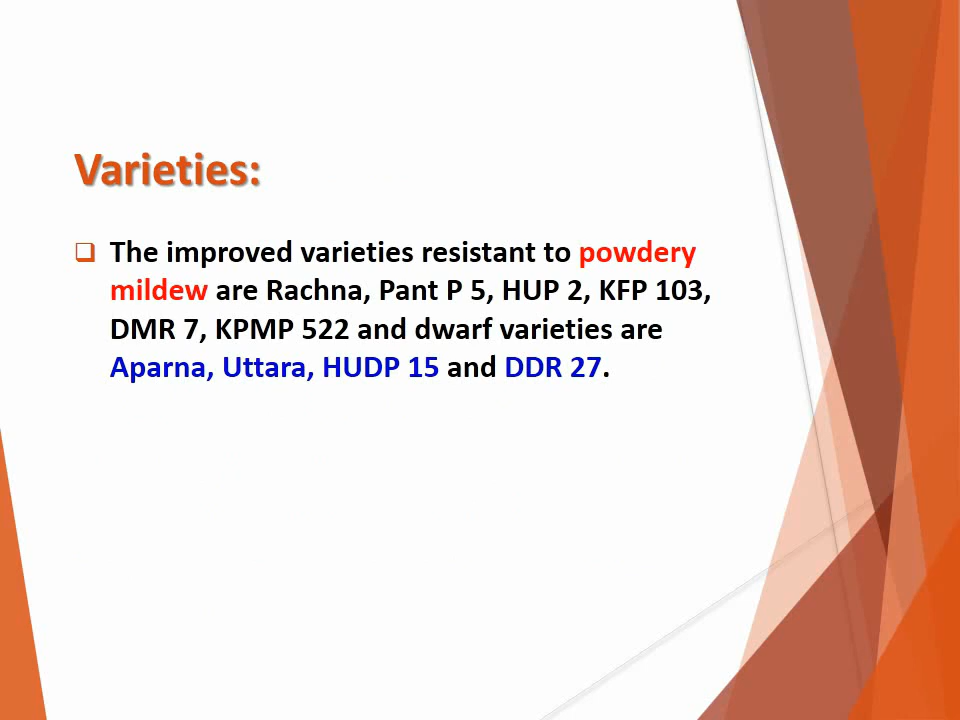 Varieties:
The improved varieties resistant to powdery
mildew are Rachna, Pant P 5, HUP 2, KFP 103,
DMR 7, KPMP 522 and dwarf varieties are
Aparna, Uttara, HUDP 15 and DDR 27.